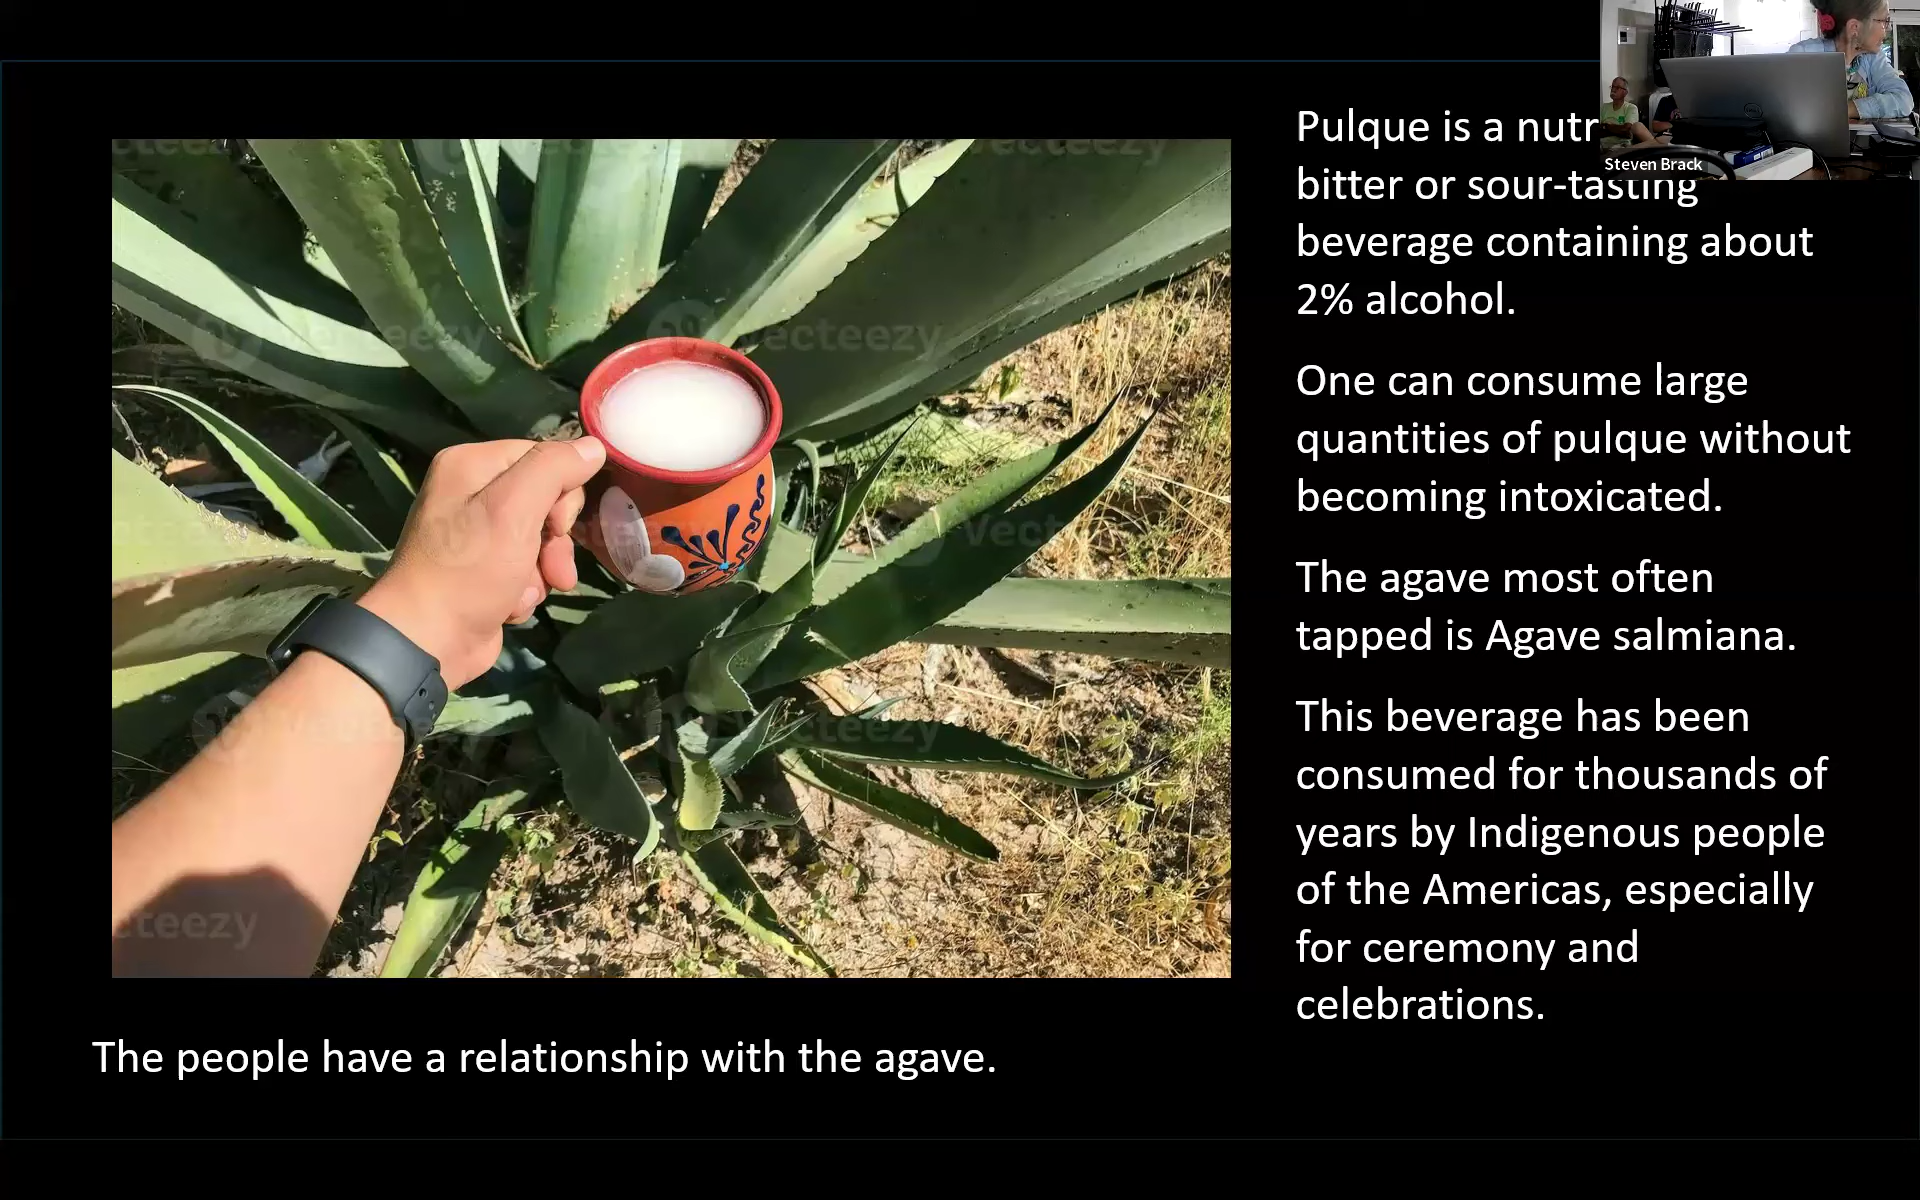 Pulque is a
bitter or sour-tasting
beverage containing about
2% alcohol.
One can consume large
quantities of pulque without
becoming intoxicated.
The agave most often
tapped is Agave salmiana.
This beverage has been
consumed for thousands of
years by Indigenous people
of the Americas, especially
for ceremony and
celebrations.
The people have a relationship with the agave.
Steven Brack
Vecteezy